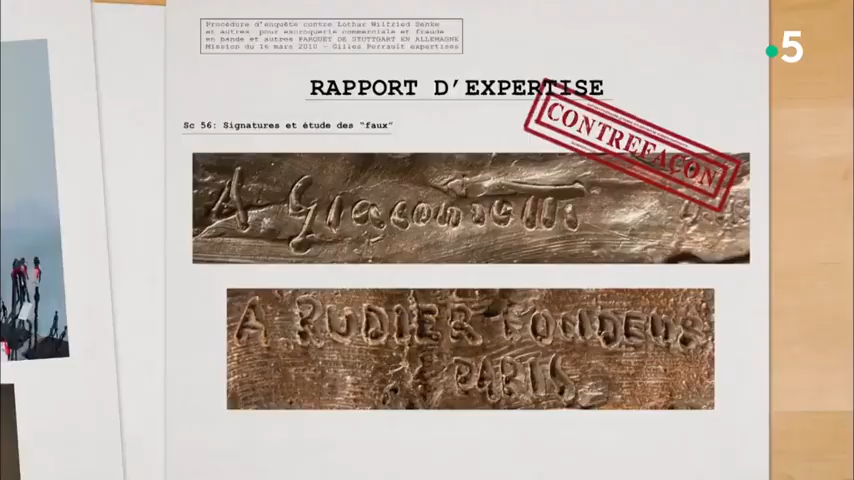 Procédure d'enquête contre Lothar Wilfried Senke
et autres pour escroquerie commerciale et fraude
en bande et autres PARQUET DE STUTTGART EN ALLEMAGNE
Mission du 16 mars 2010 - Gilles Perrault expertises
5
RAPPORT D'EXPERTISE
CONTREFAÇON
Sc 56: Signatures et étude des "faux"
A Giacometti
A RUDIER FONDEUR
PARIS